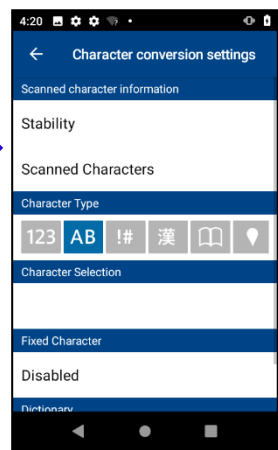 4:20
Character conversion settings
Scanned character information
Stability
Scanned Characters
Character Type
123 AB !# 漢
Character Selection
Fixed Character
Disabled
Dictionary